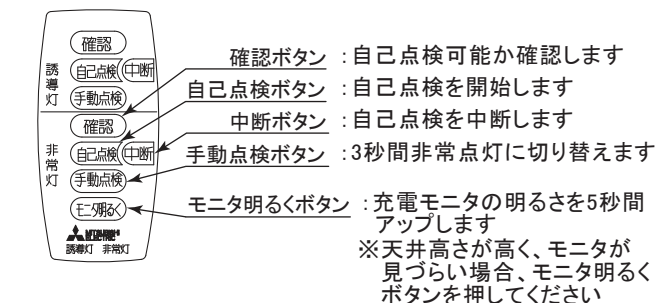 確認
自己点検 中断
手動点検
誘導灯
確認
自己点検 中断
手動点検
非常灯
モニタ明るく
MITSUBISHI
誘導灯 非常灯
確認ボタン ：自己点検可能か確認します
自己点検ボタン ：自己点検を開始します
中断ボタン ：自己点検を中断します
手動点検ボタン ：3秒間非常点灯に切り替えます
モニタ明るくボタン ：充電モニタの明るさを5秒間
アップします
※天井高さが高く、モニタが
見づらい場合、モニタ明るく
ボタンを押してください